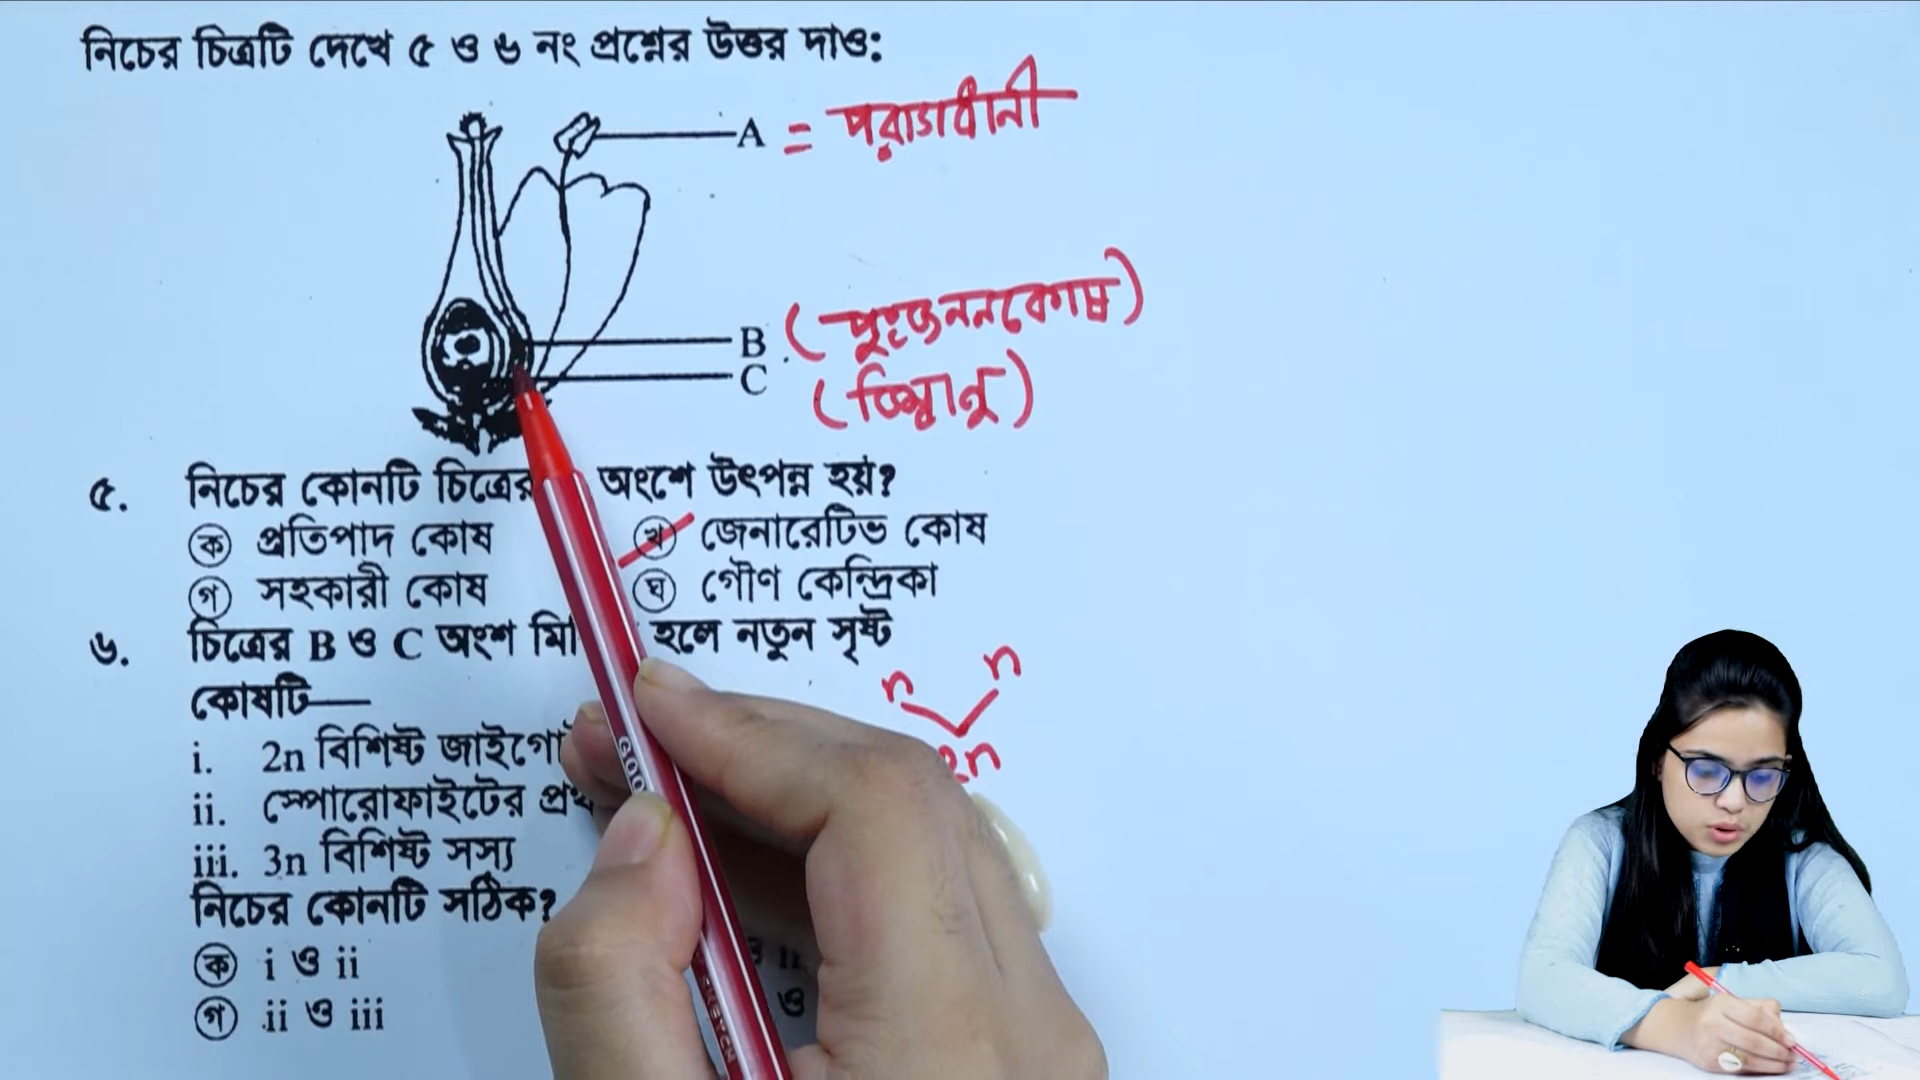 নিচের চিত্রটি দেখে ৫ ও ৬ নং প্রশ্নের উত্তর দাও:
A = পরাগধানী
B (পুংজননকোষ)
C (ডিম্বানু)
৫. নিচের কোনটি চিত্রের অংশে উৎপন্ন হয়?
ক প্রতিপাদ কোষ খ জেনারেটিভ কোষ
গ সহকারী কোষ ঘ গৌণ কেন্দ্রিকা
৬. চিত্রের B ও C অংশ হলে নতুন সৃষ্ট
কোষটি—
n n
2n
i. 2n বিশিষ্ট
ii. স্পোরোফাইটের
iii. 3n বিশিষ্ট সস্য
নিচের কোনটি সঠিক?
ক i ও ii
গ ii ও iii ও